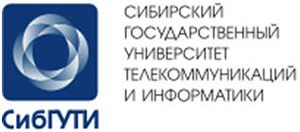 СИБИРСКИЙ
ГОСУДАРСТВЕННЫЙ
УНИВЕРСИТЕТ
ТЕЛЕКОММУНИКАЦИЙ
И ИНФОРМАТИКИ
СибГУТИ